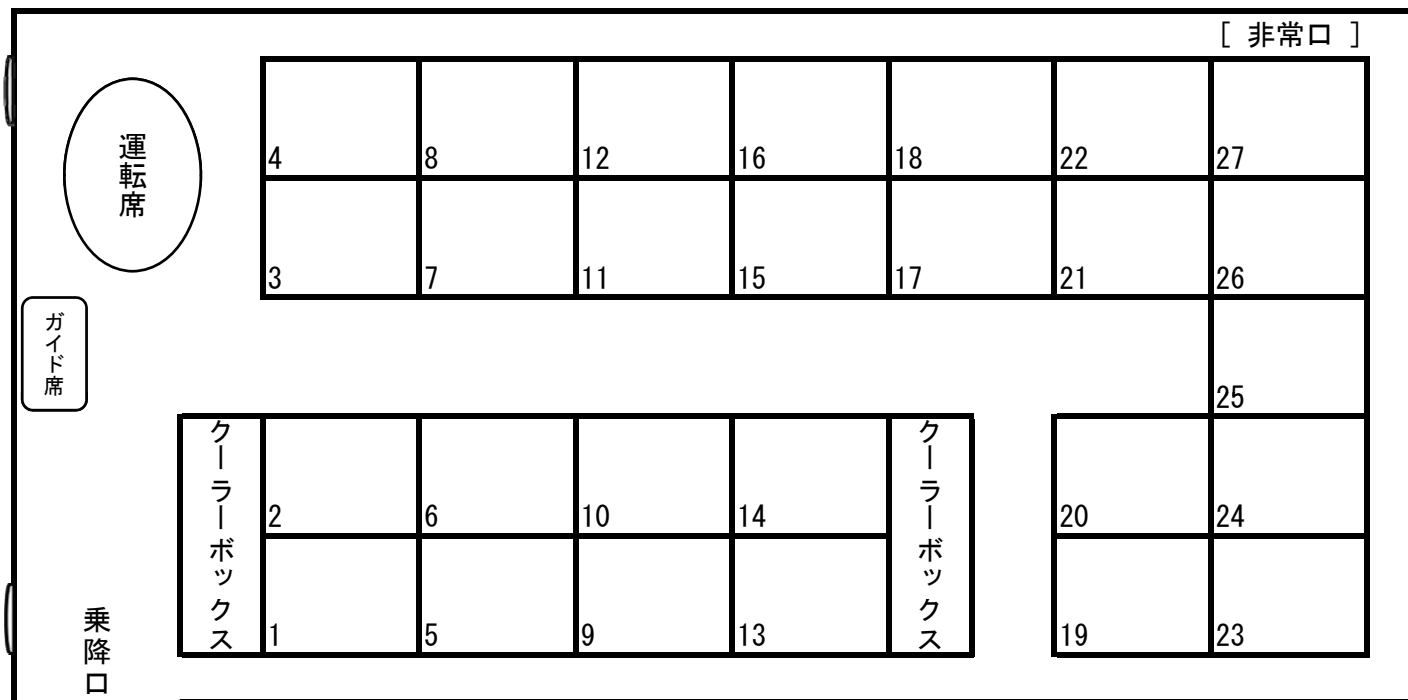 [ 非常口 ]
運転席
4 8 12 16 18 22 27
3 7 11 15 17 21 26
ガイド席
25
クーラーボックス
クーラーボックス
2 6 10 14 20 24
1 5 9 13 19 23
乗降口